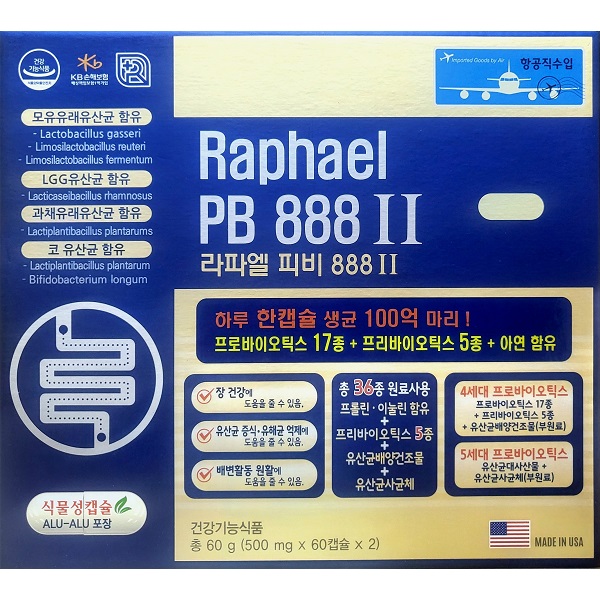 건강
기능식품
식품의약품안전처
KB손해보험
Imported Goods by Air
항공직수입
모유유래유산균 함유
- Lactobacillus gasseri
- Limosilactobacillus reuteri
- Limosilactobacillus fermentum
LGG유산균 함유
- Lacticaseibacillus rhamnosus
과채유래유산균 함유
- Lactiplantibacillus plantarums
코 유산균 함유
- Lactiplantibacillus plantarum
- Bifidobacterium longum
Raphael
PB 888 II
라파엘 피비 888 II
하루 한캡슐 생균 100억 마리 !
프로바이오틱스 17종 + 프리바이오틱스 5종 + 아연 함유
장 건강에
도움을 줄 수 있음.
유산균 증식·유해균 억제에
도움을 줄 수 있음.
배변활동 원활에
도움을 줄 수 있음.
총 36종 원료사용
프롤린·이눌린 함유
+
프리바이오틱스 5종
+
유산균배양건조물
+
유산균사균체
4세대 프로바이오틱스
프로바이오틱스 17종
+ 프리바이오틱스 5종
+ 유산균배양건조물(부원료)
5세대 프로바이오틱스
유산균대사산물 +
유산균사균체(부원료)
식물성캡슐
ALU-ALU 포장
건강기능식품
총 60 g (500 mg x 60캡슐 x 2)
MADE IN USA